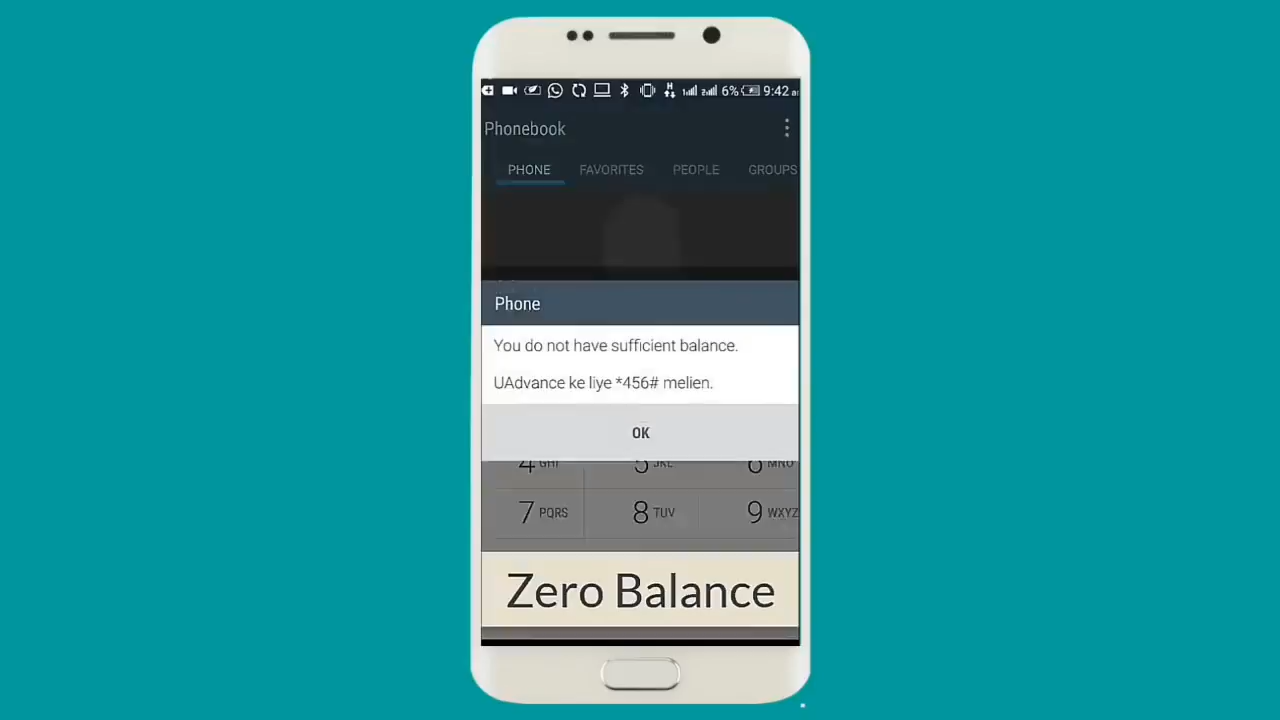 6% 9:42
Phonebook
PHONE FAVORITES PEOPLE GROUPS
Phone
You do not have sufficient balance.
UAdvance ke liye *456# melien.
OK
4 GHI 5 JKL 6 MNO
7 PQRS 8 TUV 9 WXYZ
Zero Balance